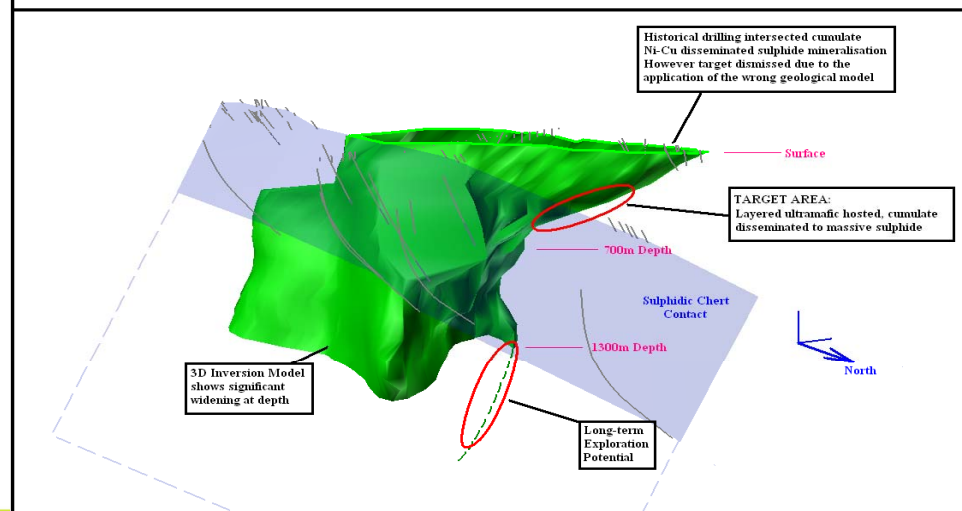 Historical drilling intersected cumulate
Ni-Cu disseminated sulphide mineralisation
However target dismissed due to the
application of the wrong geological model
Surface
TARGET AREA:
Layered ultramafic hosted, cumulate
disseminated to massive sulphide
700m Depth
Sulphidic Chert
Contact
1300m Depth
North
3D Inversion Model
shows significant
widening at depth
Long-term
Exploration
Potential